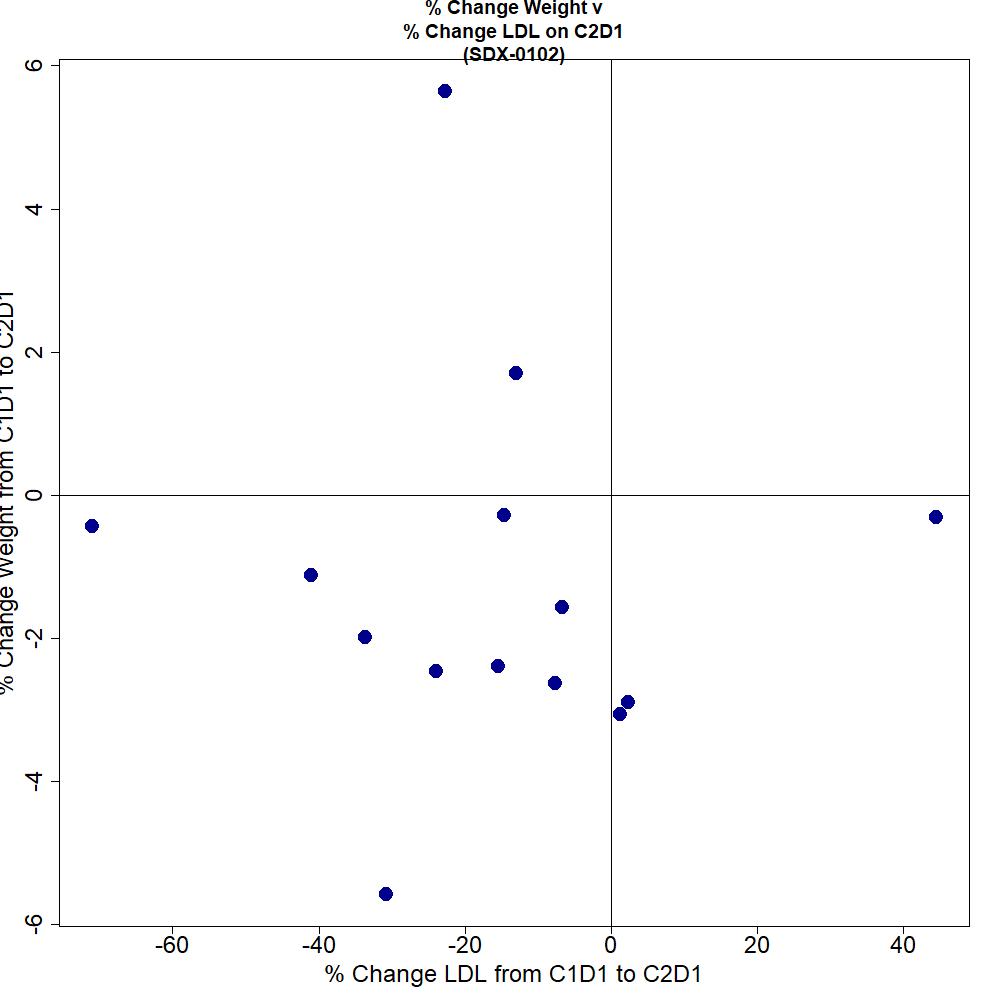 % Change Weight v
% Change LDL on C2D1
(SDX-0102)
6
4
2
0
-2
-4
-6
% Change Weight from C1D1 to C2D1
-60
-40
-20
0
20
40
% Change LDL from C1D1 to C2D1